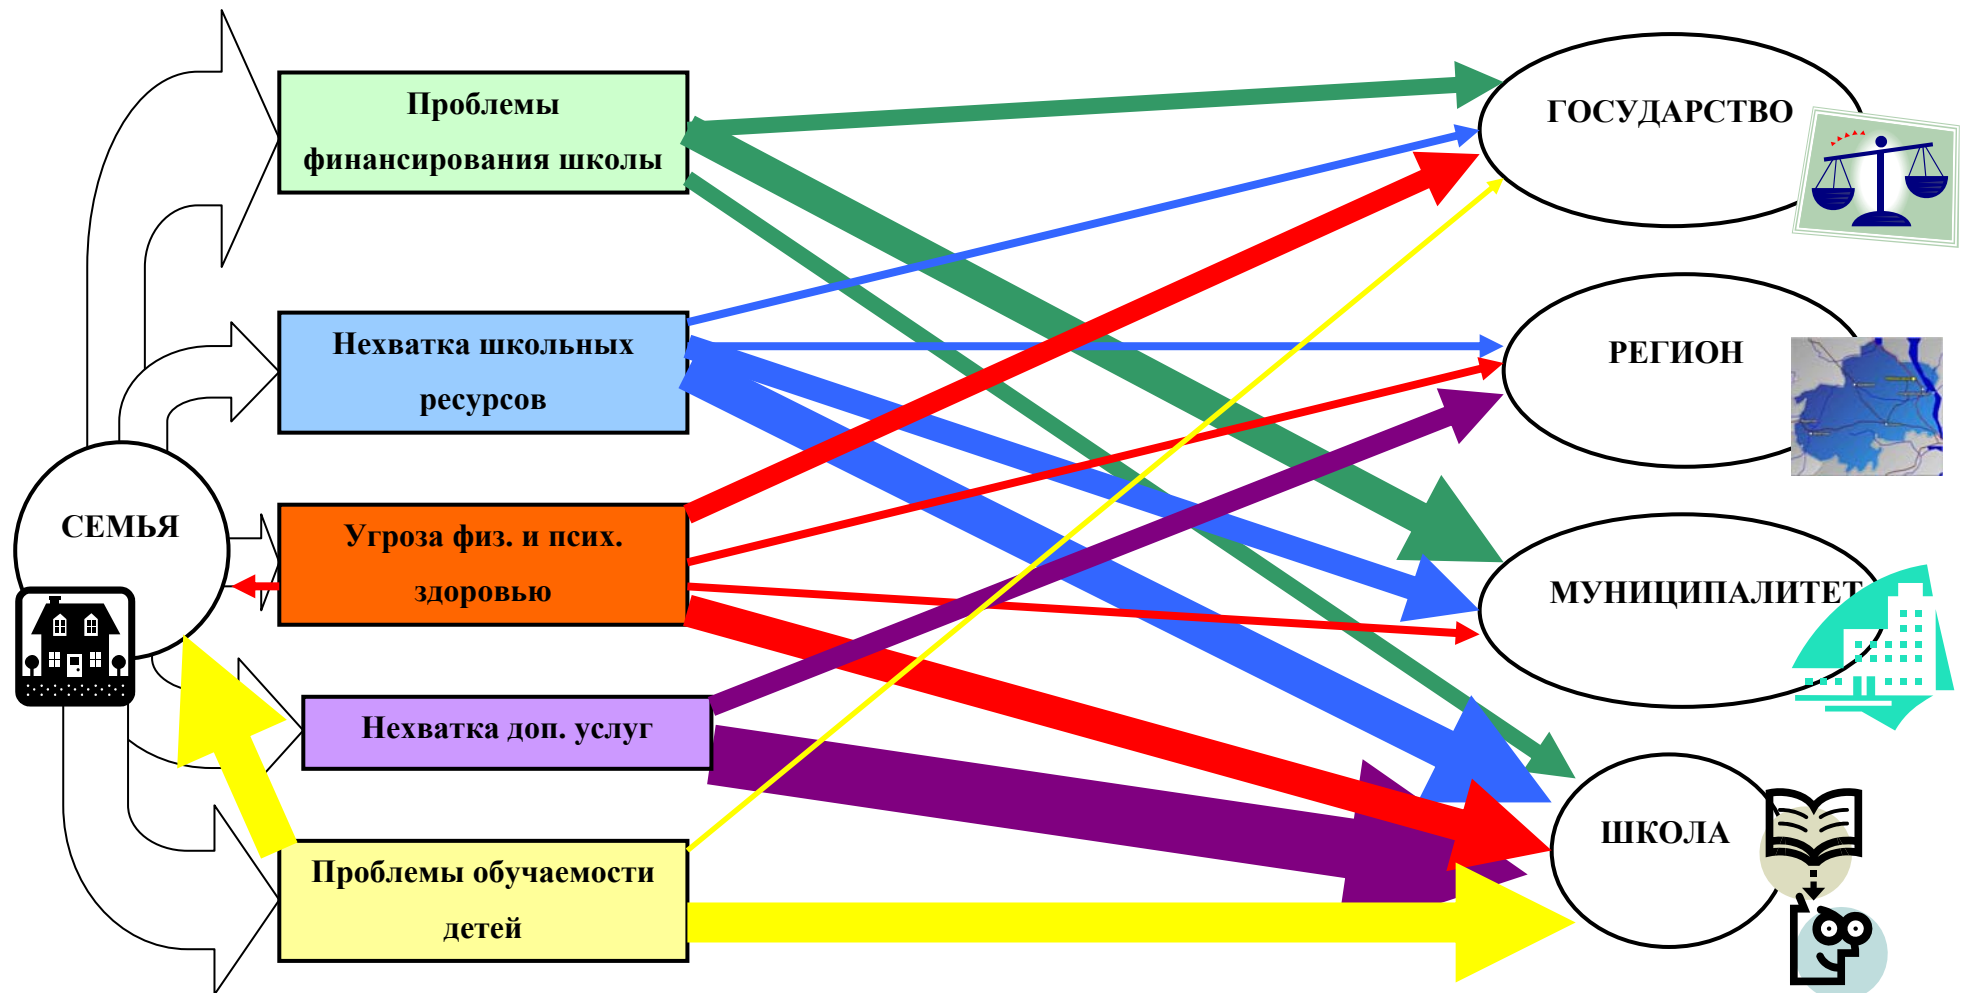 Проблемы
финансирования школы
ГОСУДАРСТВО
Нехватка школьных
ресурсов
РЕГИОН
СЕМЬЯ
Угроза физ. и псих.
здоровью
МУНИЦИПАЛИТЕТ
Нехватка доп. услуг
ШКОЛА
Проблемы обучаемости
детей